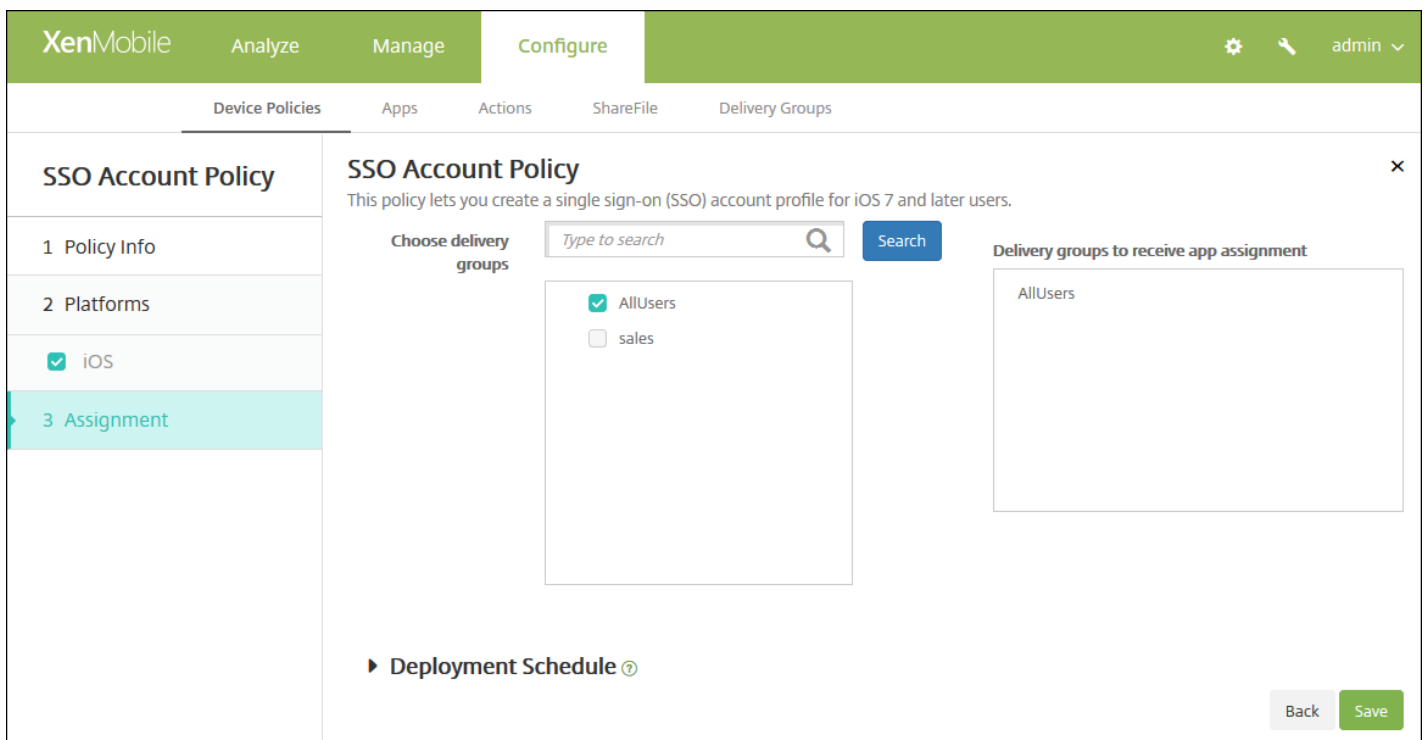 XenMobile Analyze Manage Configure admin
Device Policies Apps Actions ShareFile Delivery Groups
SSO Account Policy
1 Policy Info
2 Platforms
iOS
3 Assignment
SSO Account Policy
This policy lets you create a single sign-on (SSO) account profile for iOS 7 and later users.
Choose delivery
groups
Type to search
Search
AllUsers
sales
Delivery groups to receive app assignment
AllUsers
Deployment Schedule ?
Back Save